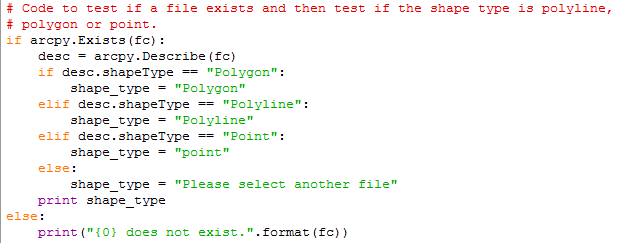 # Code to test if a file exists and then test if the shape type is polyline,
# polygon or point.
if arcpy.Exists(fc):
    desc = arcpy.Describe(fc)
    if desc.shapeType == "Polygon":
        shape_type = "Polygon"
    elif desc.shapeType == "Polyline":
        shape_type = "Polyline"
    elif desc.shapeType == "Point":
        shape_type = "point"
    else:
        shape_type = "Please select another file"
    print shape_type
else:
    print("{0} does not exist.".format(fc))